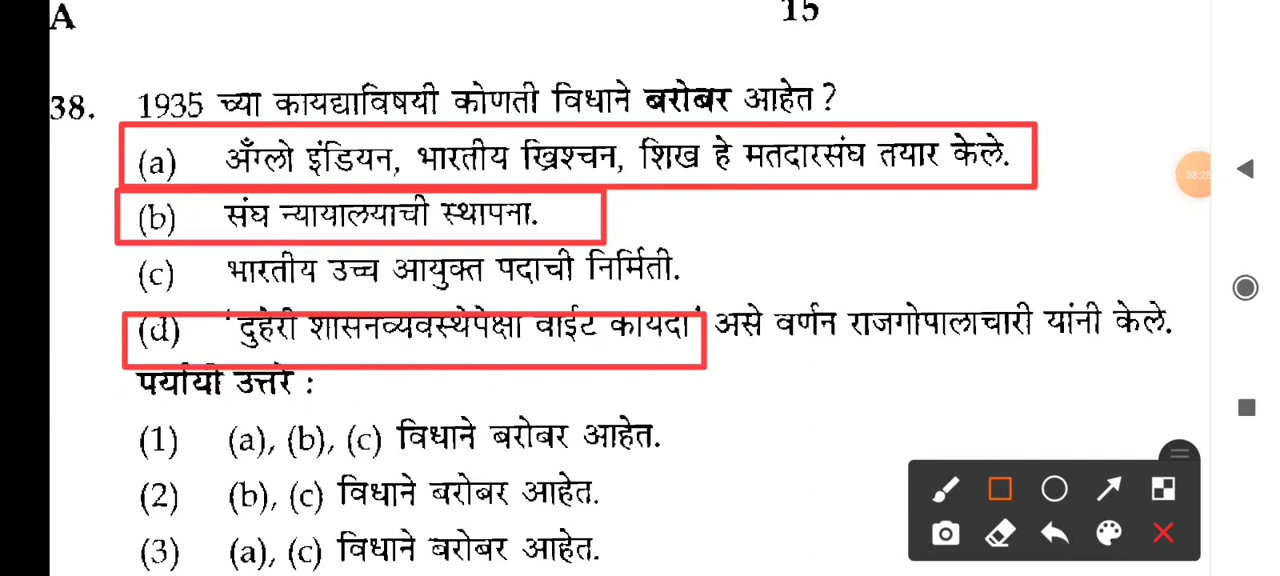 A
15
38. 1935 च्या कायद्याविषयी कोणती विधाने बरोबर आहेत ?
(a) अँग्लो इंडियन, भारतीय ख्रिश्चन, शिख हे मतदारसंघ तयार केले.
(b) संघ न्यायालयाची स्थापना.
(c) भारतीय उच्च आयुक्त पदाची निर्मिती.
(d) 'दुहेरी शासनव्यवस्थेपेक्षा वाईट कायदा' असे वर्णन राजगोपालाचारी यांनी केले.
पर्यायी उत्तरे :
(1) (a), (b), (c) विधाने बरोबर आहेत.
(2) (b), (c) विधाने बरोबर आहेत.
(3) (a), (c) विधाने बरोबर आहेत.
08:28